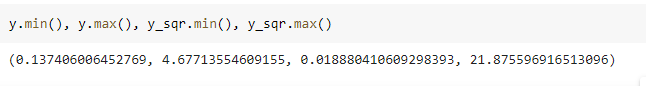 y.min(), y.max(), y_sqr.min(), y_sqr.max()
(0.137406006452769, 4.67713554609155, 0.018880410609298393, 21.875596916513096)